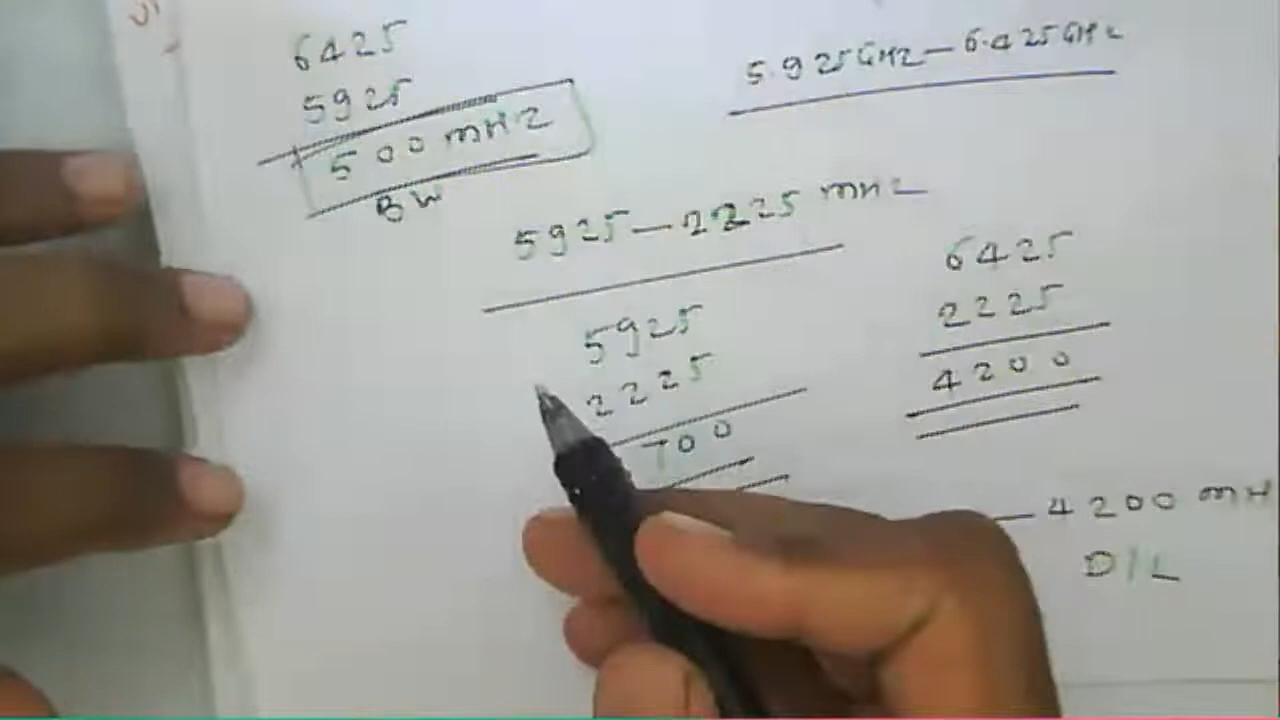 6425
5925
500 mHz
BW
5.925GHz — 6.425GHz
5925 — 2225 mHz
5925
2225
700
6425
2225
4200
— 4200 mH
D/L